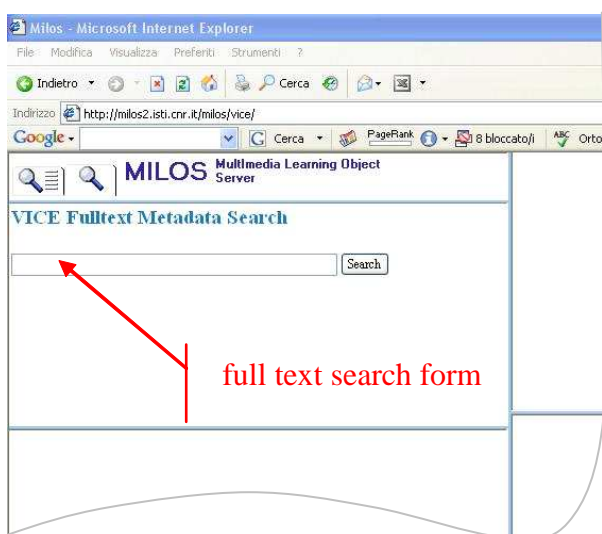 Milos - Microsoft Internet Explorer
File Modifica Visualizza Preferiti Strumenti ?
Indietro Cerca
Indirizzo http://milos2.isti.cnr.it/milos/vice/
Google Cerca PageRank 8 bloccato/i ABC Orto
MILOS MultImedia Learning Object
Server
VICE Fulltext Metadata Search
Search
full text search form